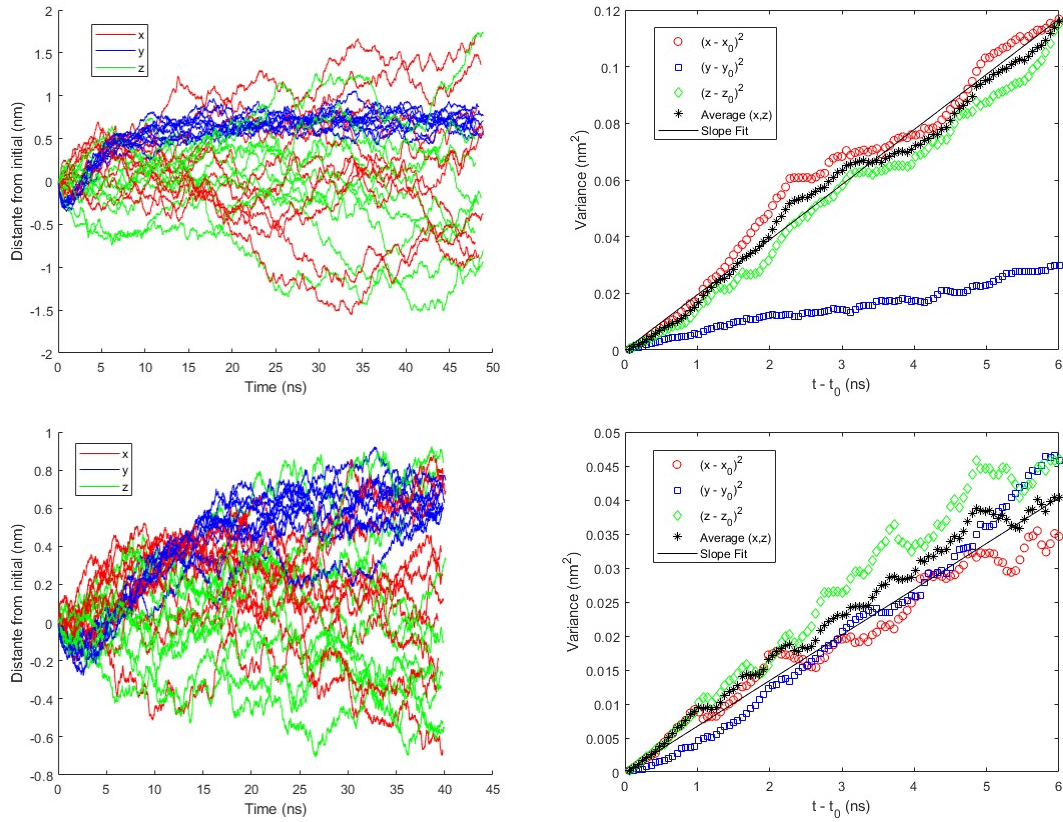 Distante from initial (nm)
2
1.5
1
0.5
0
-0.5
-1
-1.5
-2
x
y
z
0 5 10 15 20 25 30 35 40 45 50
Time (ns)
Variance (nm2)
0.12
0.1
0.08
0.06
0.04
0.02
0
(x - x0)2
(y - y0)2
(z - z0)2
Average (x,z)
Slope Fit
0 1 2 3 4 5 6
t - t0 (ns)
Distante from initial (nm)
1
0.8
0.6
0.4
0.2
0
-0.2
-0.4
-0.6
-0.8
x
y
z
0 5 10 15 20 25 30 35 40 45
Time (ns)
Variance (nm2)
0.05
0.045
0.04
0.035
0.03
0.025
0.02
0.015
0.01
0.005
0
(x - x0)2
(y - y0)2
(z - z0)2
Average (x,z)
Slope Fit
0 1 2 3 4 5 6
t - t0 (ns)